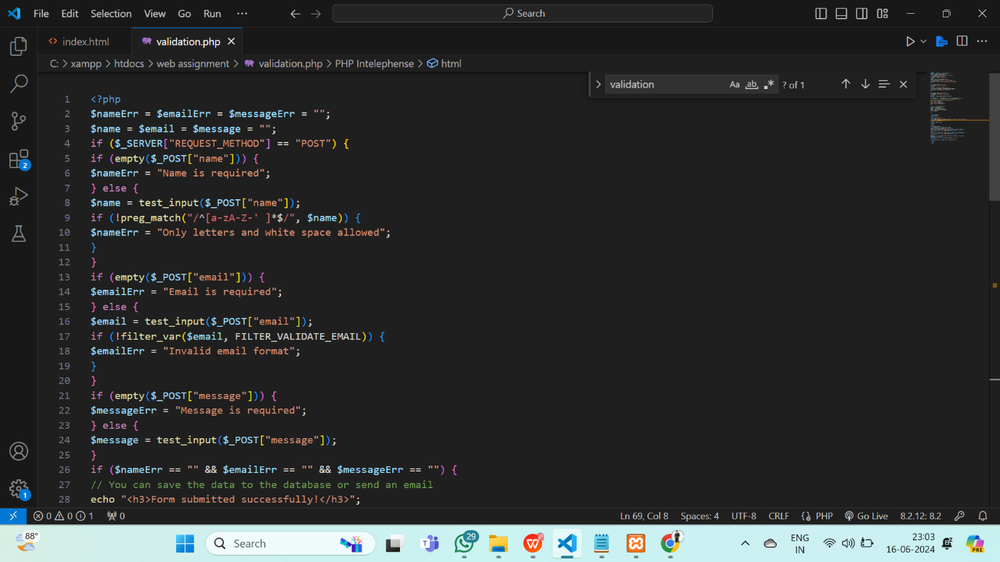 File Edit Selection View Go Run ··· Search
index.html validation.php
C: > xampp > htdocs > web assignment > validation.php > PHP Intelephense > html
validation Aa ab .* ? of 1
1 <?php
2 $nameErr = $emailErr = $messageErr = "";
3 $name = $email = $message = "";
4 if ($_SERVER["REQUEST_METHOD"] == "POST") {
5 if (empty($_POST["name"])) {
6 $nameErr = "Name is required";
7 } else {
8 $name = test_input($_POST["name"]);
9 if (!preg_match("/^[a-zA-Z-' ]*$/", $name)) {
10 $nameErr = "Only letters and white space allowed";
11 }
12 }
13 if (empty($_POST["email"])) {
14 $emailErr = "Email is required";
15 } else {
16 $email = test_input($_POST["email"]);
17 if (!filter_var($email, FILTER_VALIDATE_EMAIL)) {
18 $emailErr = "Invalid email format";
19 }
20 }
21 if (empty($_POST["message"])) {
22 $messageErr = "Message is required";
23 } else {
24 $message = test_input($_POST["message"]);
25 }
26 if ($nameErr == "" && $emailErr == "" && $messageErr == "") {
27 // You can save the data to the database or send an email
28 echo "<h3>Form submitted successfully!</h3>";
2
1
0 0 1 0 Ln 69, Col 8 Spaces: 4 UTF-8 CRLF {} PHP Go Live 8.2.12: 8.2
88° Search 29 ENG 23:03
IN 16-06-2024 PRE